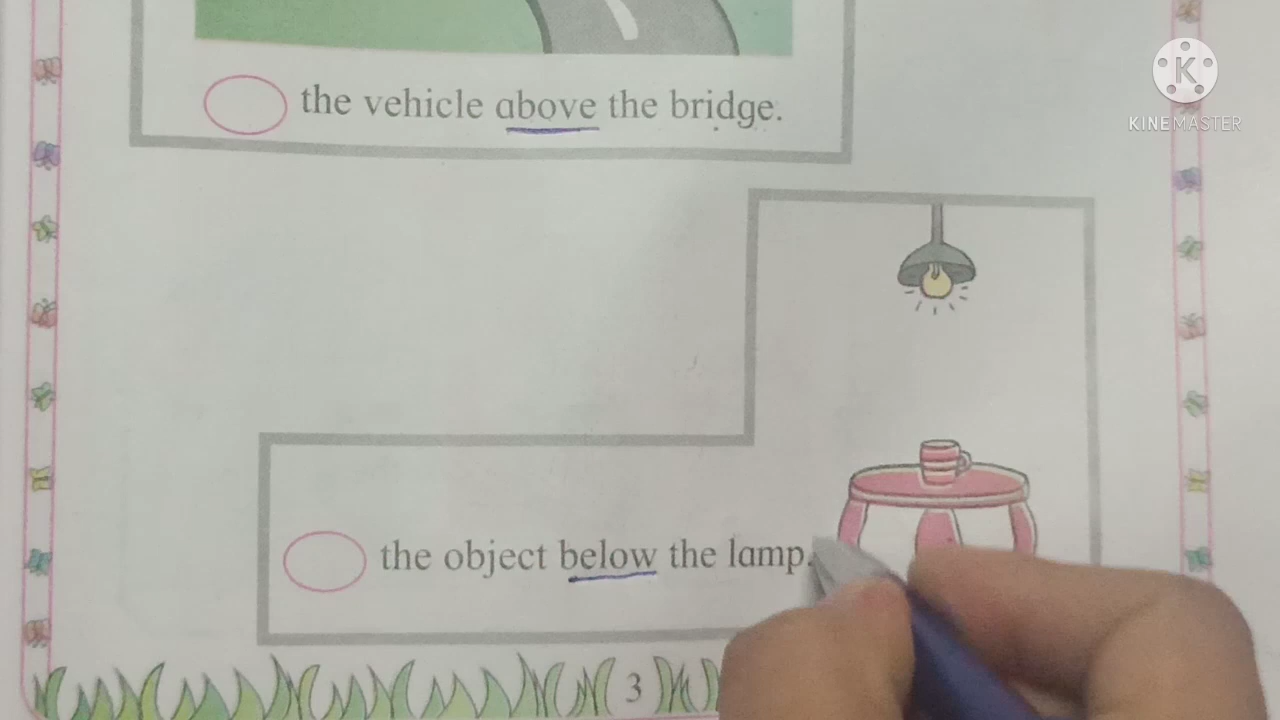 the vehicle above the bridge.
K
KINEMASTER
the object below the lamp.
3